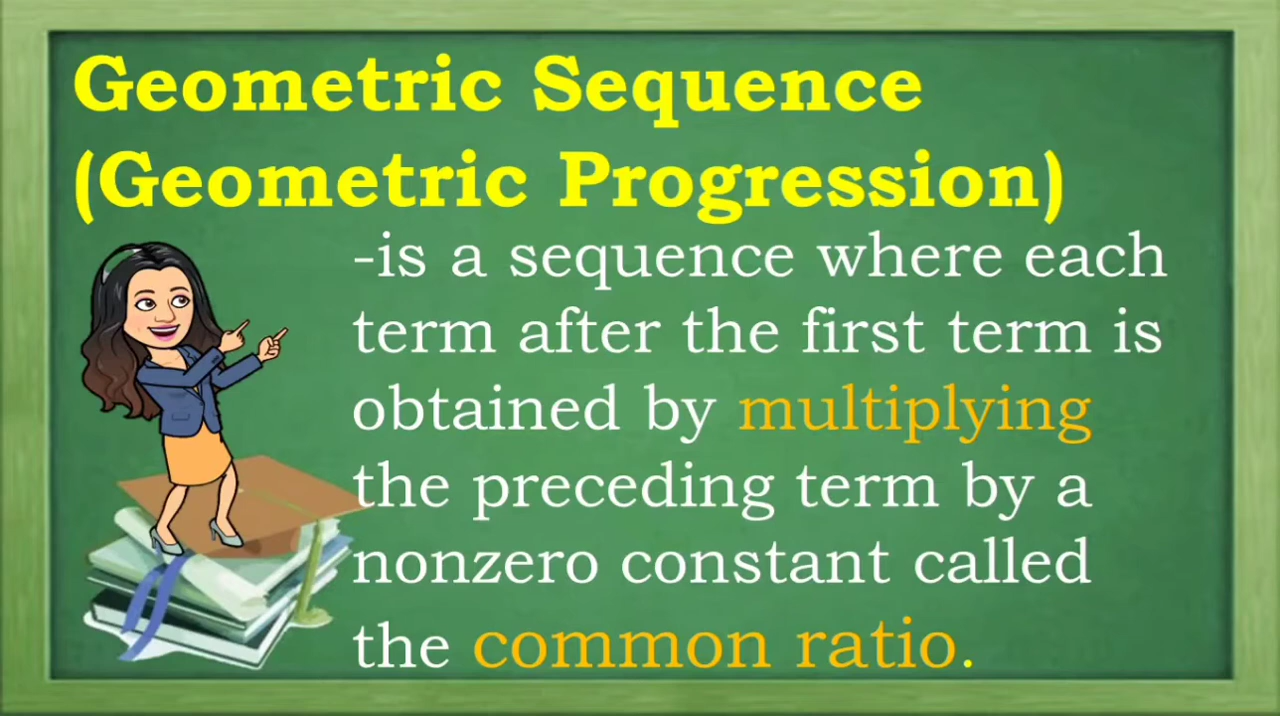 Geometric Sequence
(Geometric Progression)
-is a sequence where each
term after the first term is
obtained by multiplying
the preceding term by a
nonzero constant called
the common ratio.